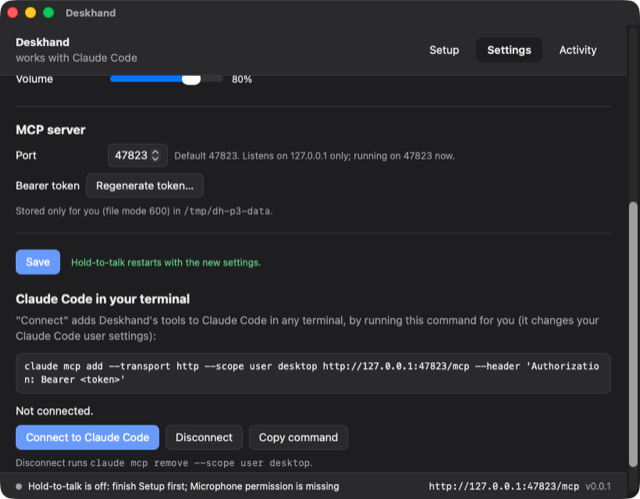 Deskhand
Deskhand
works with Claude Code
Setup
Settings
Activity
Volume
80%
MCP server
Port
47823
Default 47823. Listens on 127.0.0.1 only; running on 47823 now.
Bearer token
Regenerate token...
Stored only for you (file mode 600) in /tmp/dh-p3-data.
Save
Hold-to-talk restarts with the new settings.
Claude Code in your terminal
"Connect" adds Deskhand's tools to Claude Code in any terminal, by running this command for you (it changes your
Claude Code user settings):
claude mcp add --transport http --scope user desktop http://127.0.0.1:47823/mcp --header 'Authorizatio
n: Bearer <token>'
Not connected.
Connect to Claude Code
Disconnect
Copy command
Disconnect runs claude mcp remove --scope user desktop.
Hold-to-talk is off: finish Setup first; Microphone permission is missing
http://127.0.0.1:47823/mcp
v0.0.1